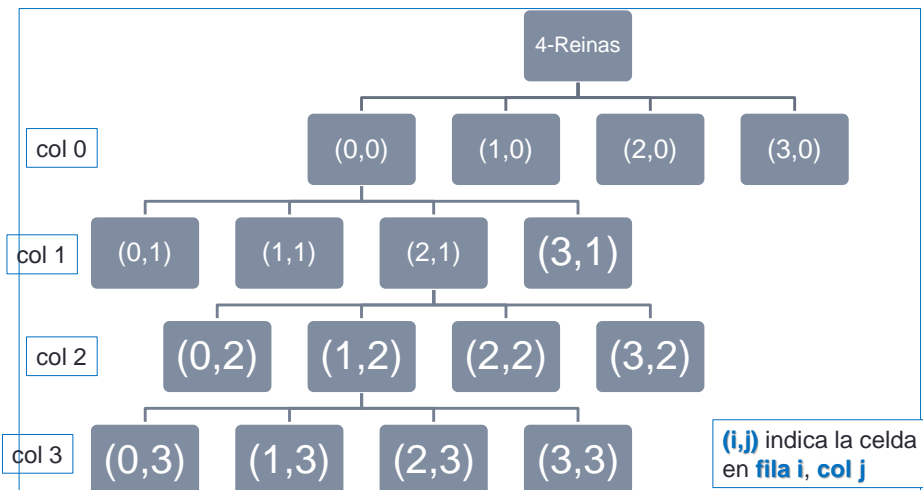 4-Reinas
col 0
(0,0)
(1,0)
(2,0)
(3,0)
col 1
(0,1)
(1,1)
(2,1)
(3,1)
col 2
(0,2)
(1,2)
(2,2)
(3,2)
col 3
(0,3)
(1,3)
(2,3)
(3,3)
(i,j) indica la celda
en fila i, col j